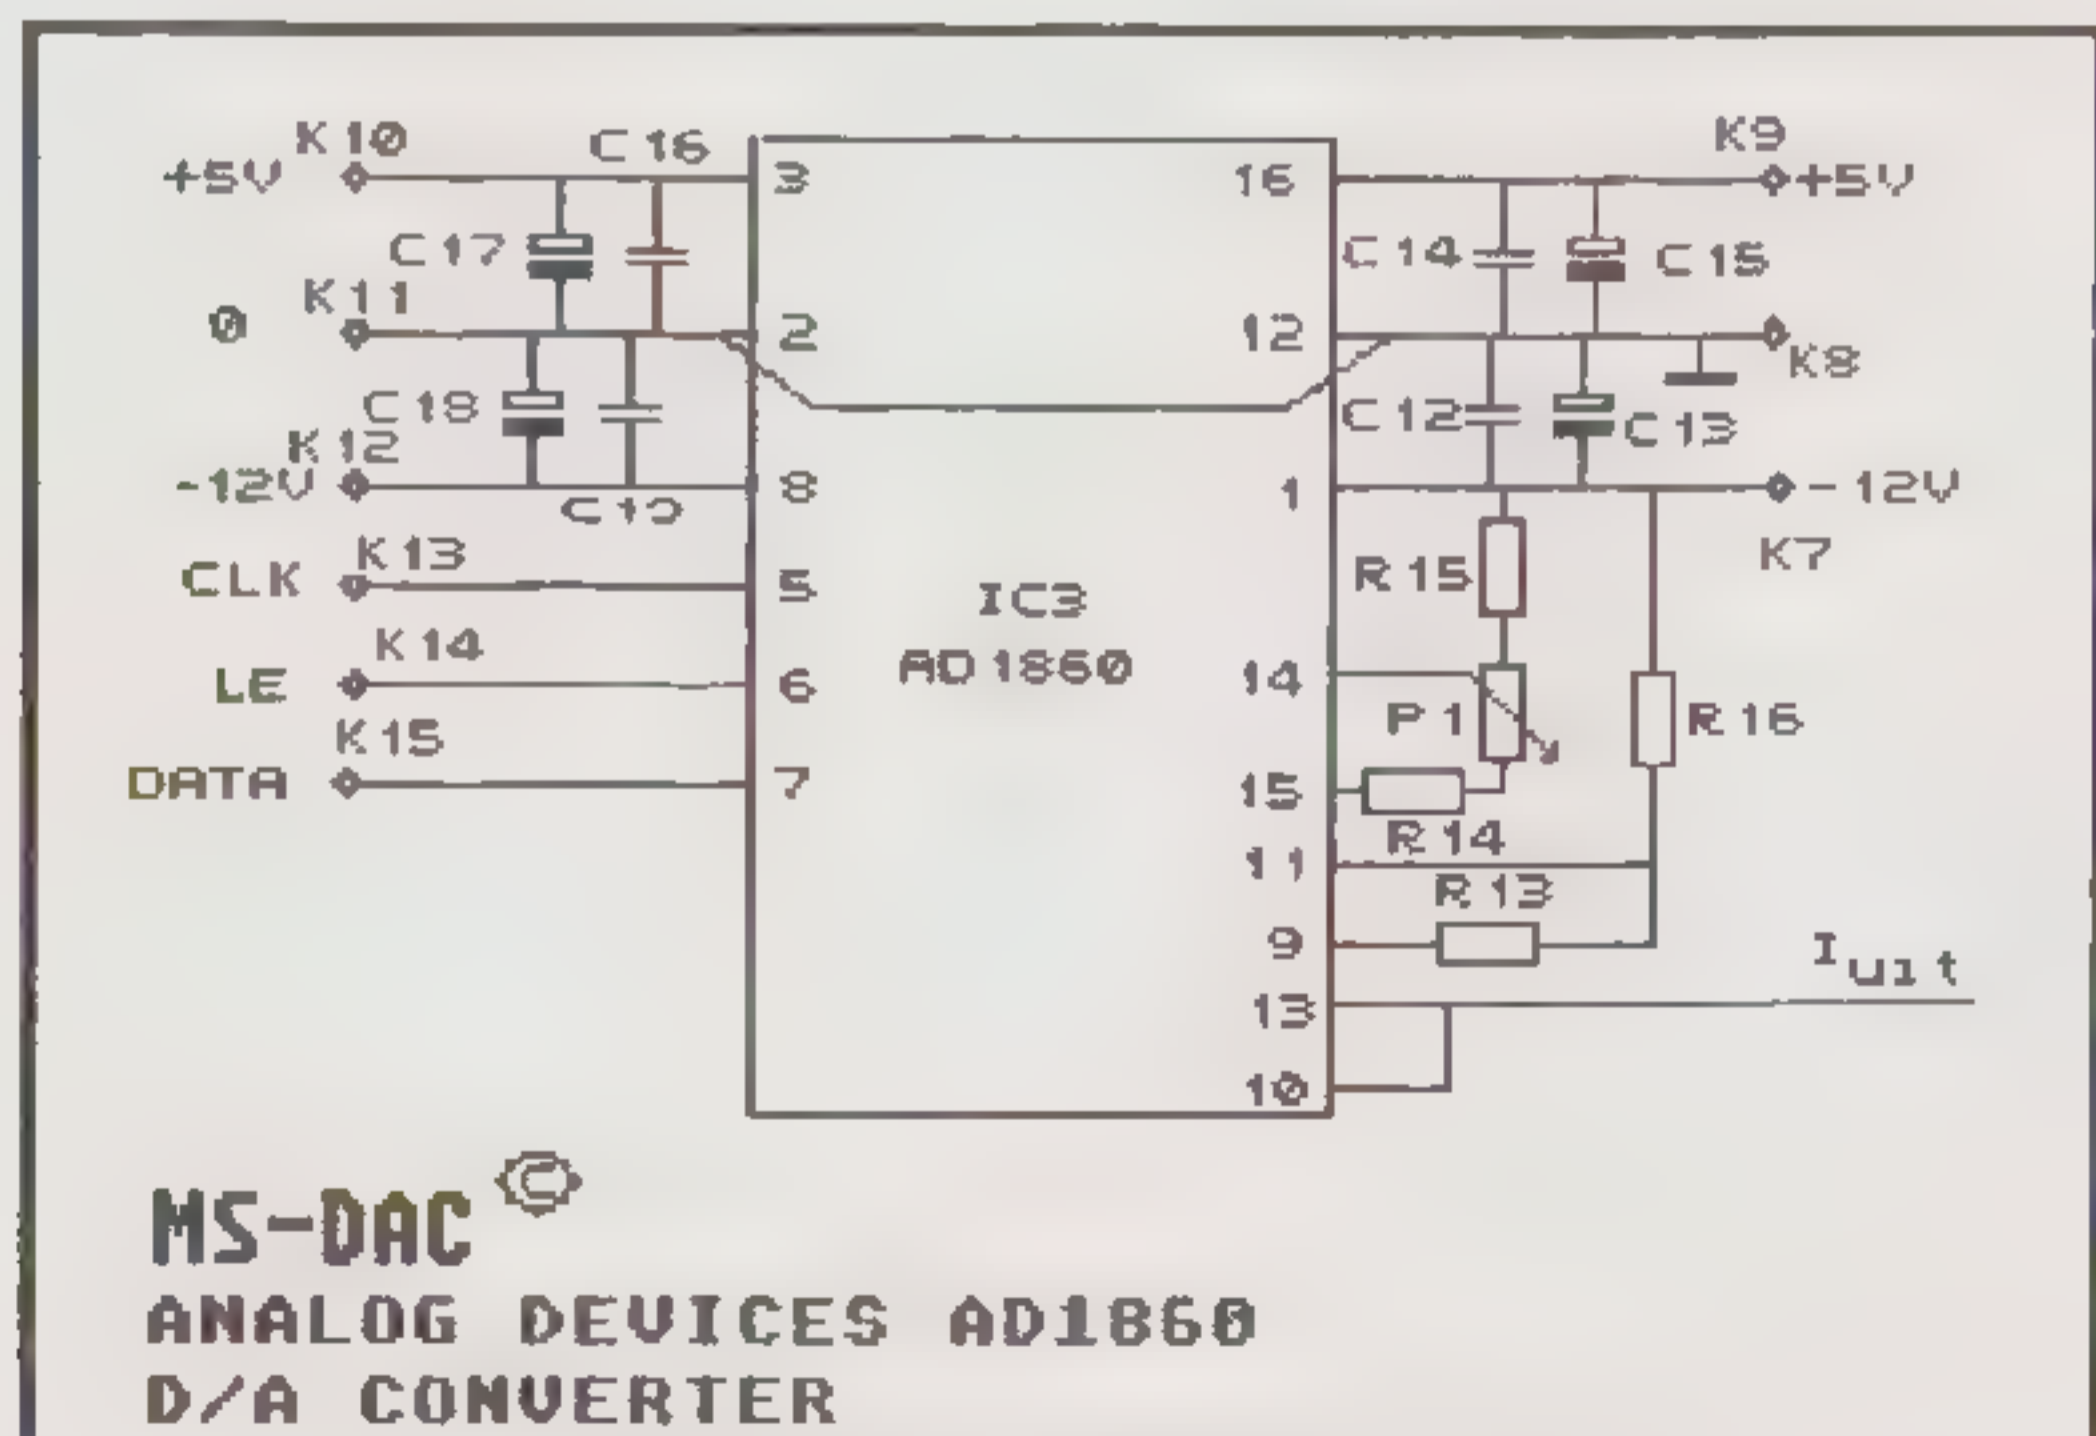 K10
C16
K9
+5V
3
16
+5V
C17
C14
C15
K11
0
2
12
K8
C18
C12
C13
K12
-12V
8
1
-12V
K13
K7
CLK
5
IC3
R15
K14
AD1860
LE
6
14
P1
R16
K15
DATA
7
15
R14
11
R13
9
Iuit
13
10
MS-DAC ©
ANALOG DEVICES AD1860
D/A CONVERTER